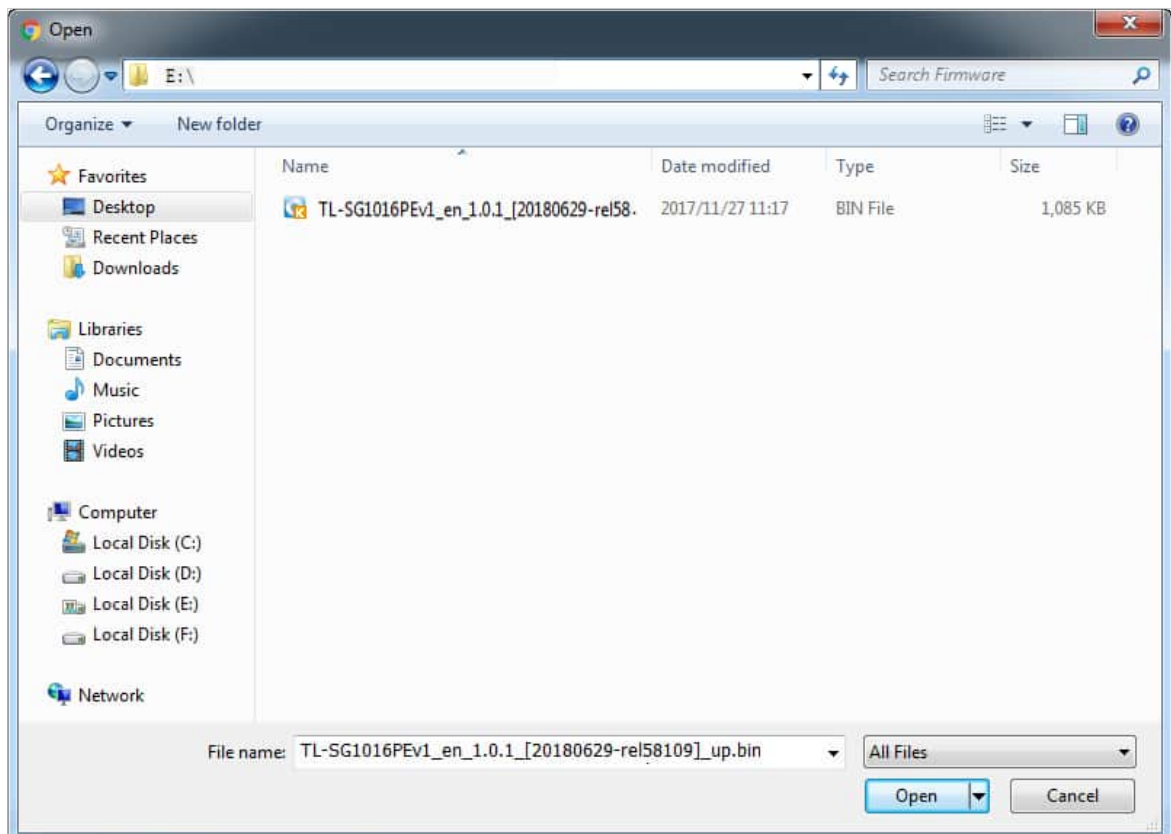 Open
E:\
Search Firmware
Organize
New folder
Name
Date modified
Type
Size
Favorites
Desktop
Recent Places
Downloads
Libraries
Documents
Music
Pictures
Videos
Computer
Local Disk (C:)
Local Disk (D:)
Local Disk (E:)
Local Disk (F:)
Network
TL-SG1016PEv1_en_1.0.1_[20180629-rel58.
2017/11/27 11:17
BIN File
1,085 KB
File name:
TL-SG1016PEv1_en_1.0.1_[20180629-rel58109]_up.bin
All Files
Open
Cancel